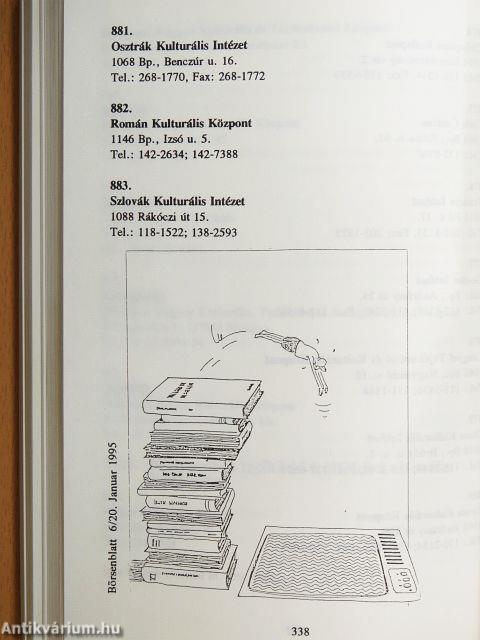 881.
Osztrák Kulturális Intézet
1068 Bp., Benczúr u. 16.
Tel.: 268-1770, Fax: 268-1772
882.
Román Kulturális Központ
1146 Bp., Izsó u. 5.
Tel.: 142-2634; 142-7388
883.
Szlovák Kulturális Intézet
1088 Rákóczi út 15.
Tel.: 118-1522; 138-2593
Börsenblatt 6/20. Januar 1995
338
Antikvárium.hu